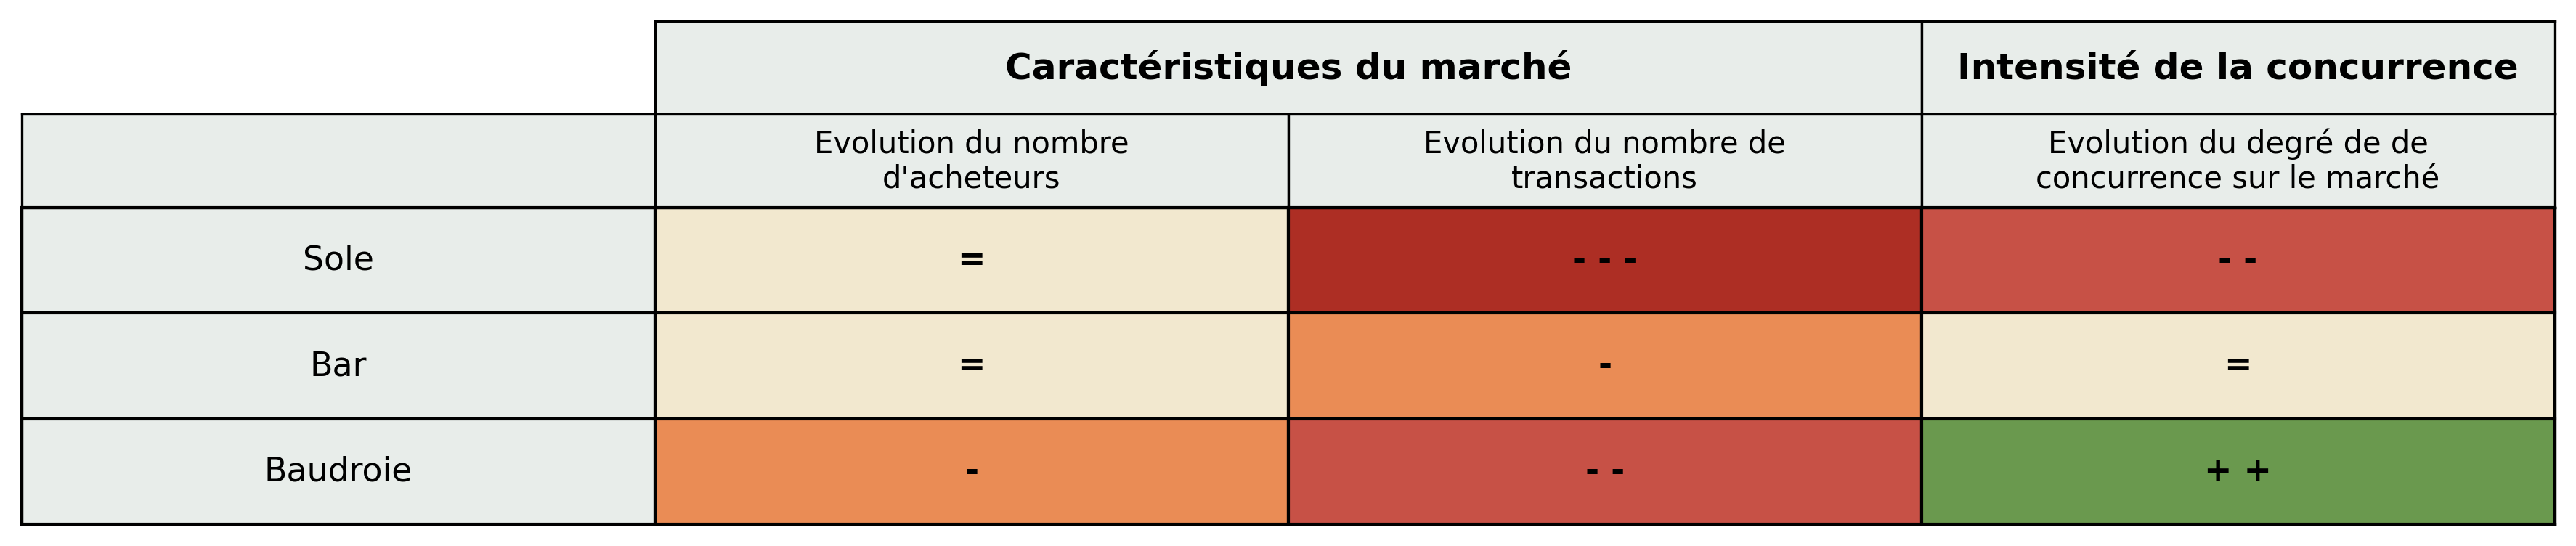 Caractéristiques du marché
Intensité de la concurrence
Evolution du nombre
d'acheteurs
Evolution du nombre de
transactions
Evolution du degré de de
concurrence sur le marché
Sole
=
- - -
- -
Bar
=
-
=
Baudroie
-
- -
+ +